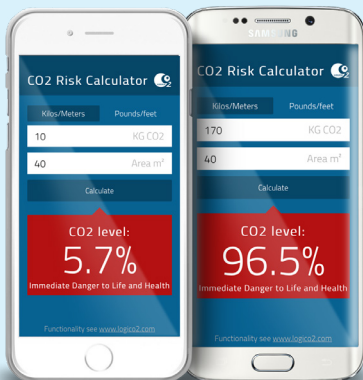 CO2 Risk Calculator
Kilos/Meters Pounds/feet
10 KG CO2
40 Area m²
Calculate
CO2 level:
5.7%
Immediate Danger to Life and Health
Functionality see www.logico2.com
SAMSUNG
CO2 Risk Calculator
Kilos/Meters Pounds/feet
170 KG CO2
40 Area m²
Calculate
CO2 level:
96.5%
Immediate Danger to Life and Health
Functionality see www.logico2.com